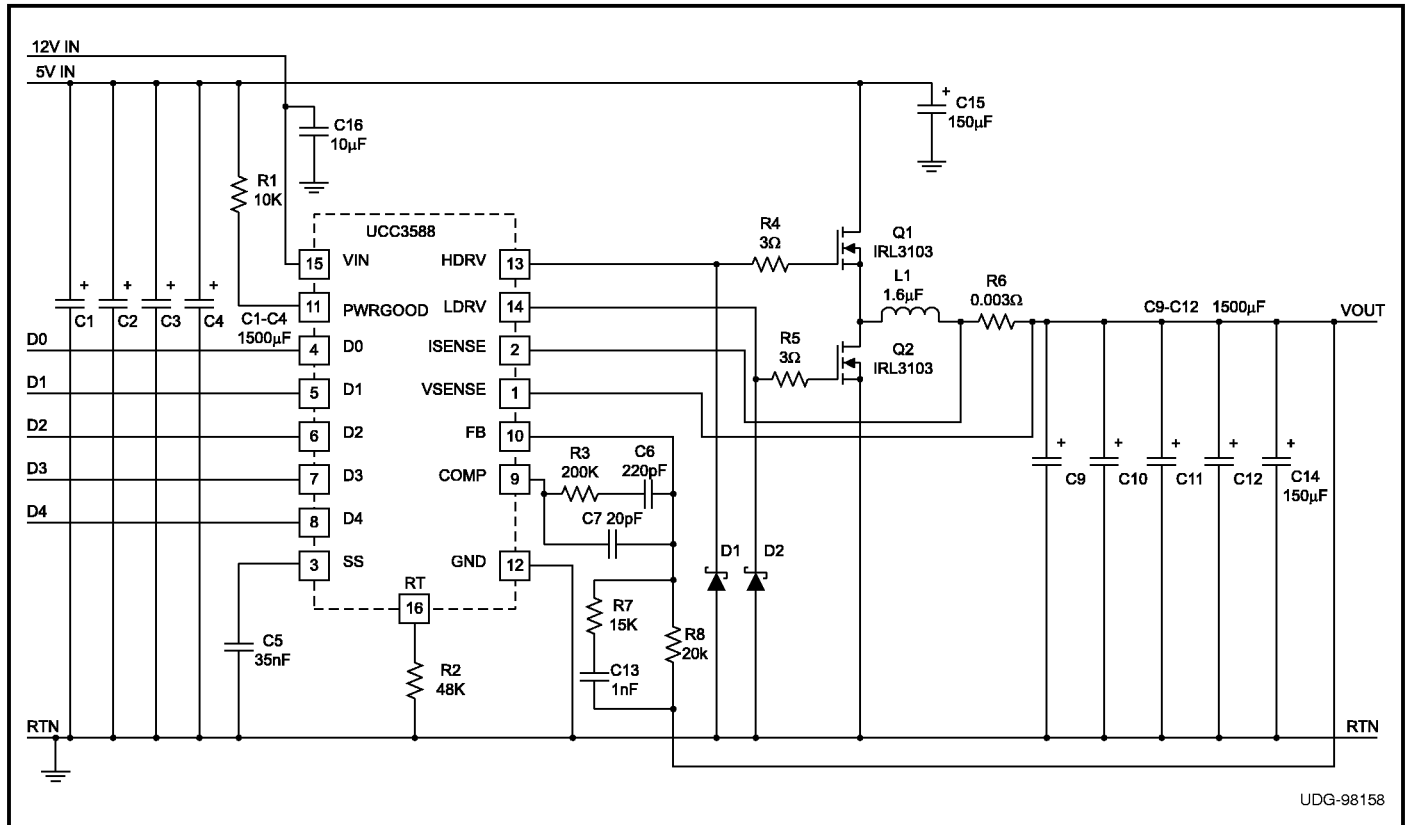 12V IN
5V IN
C16
10µF
+
C15
150µF
R1
10K
UCC3588
15 VIN HDRV 13
11 PWRGOOD LDRV 14
4 D0 ISENSE 2
5 D1 VSENSE 1
6 D2 FB 10
7 D3 COMP 9
8 D4
3 SS GND 12
RT
16
R4
3Ω
Q1
IRL3103
L1
1.6µF
R6
0.003Ω
R5
3Ω
Q2
IRL3103
C9-C12 1500µF
VOUT
+
C1
+
C2
+
C3
+
C4
C1-C4
1500µF
D0
D1
D2
D3
D4
R3
200K
C6
220pF
C7 20pF
D1
D2
R7
15K
R8
20k
C13
1nF
C5
35nF
R2
48K
+
C9
+
C10
+
C11
+
C12
+
C14
150µF
RTN
RTN
UDG-98158